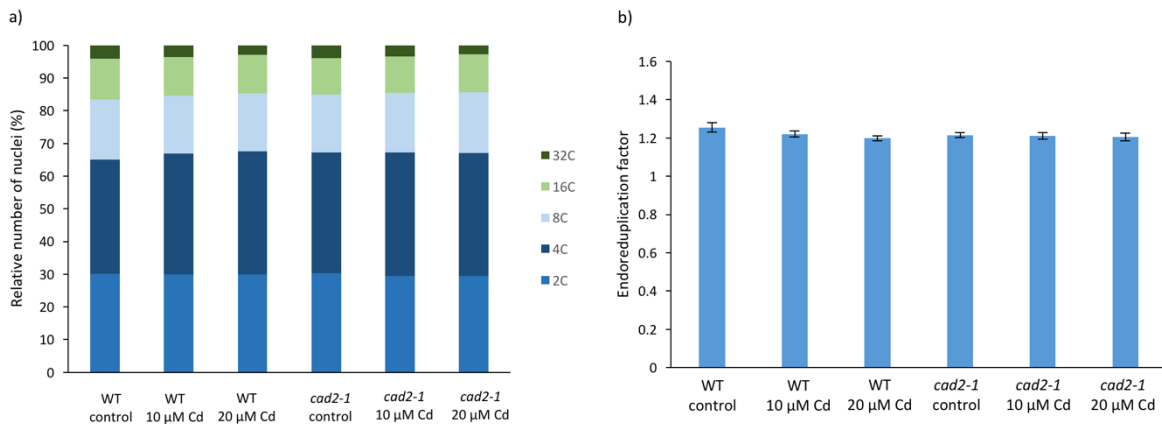 a)
Relative number of nuclei (%)
100
90
80
70
60
50
40
30
20
10
0
WT
control
WT
10 µM Cd
WT
20 µM Cd
cad2-1
control
cad2-1
10 µM Cd
cad2-1
20 µM Cd
32C
16C
8C
4C
2C
b)
Endoreduplication factor
1.6
1.4
1.2
1
0.8
0.6
0.4
0.2
0
WT
control
WT
10 µM Cd
WT
20 µM Cd
cad2-1
control
cad2-1
10 µM Cd
cad2-1
20 µM Cd